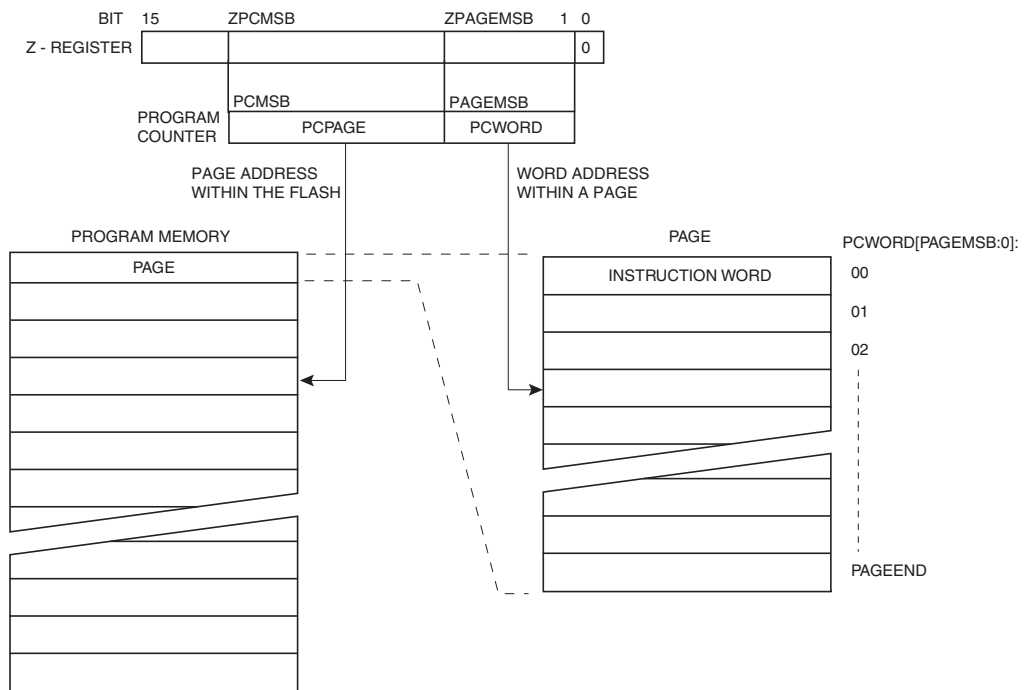 BIT 15 ZPCMSB ZPAGEMSB 1 0
Z - REGISTER 0
PCMSB PAGEMSB
PROGRAM
COUNTER
PCPAGE PCWORD
PAGE ADDRESS
WITHIN THE FLASH
WORD ADDRESS
WITHIN A PAGE
PROGRAM MEMORY
PAGE
PAGE
PCWORD[PAGEMSB:0]:
INSTRUCTION WORD
00
01
02
PAGEEND